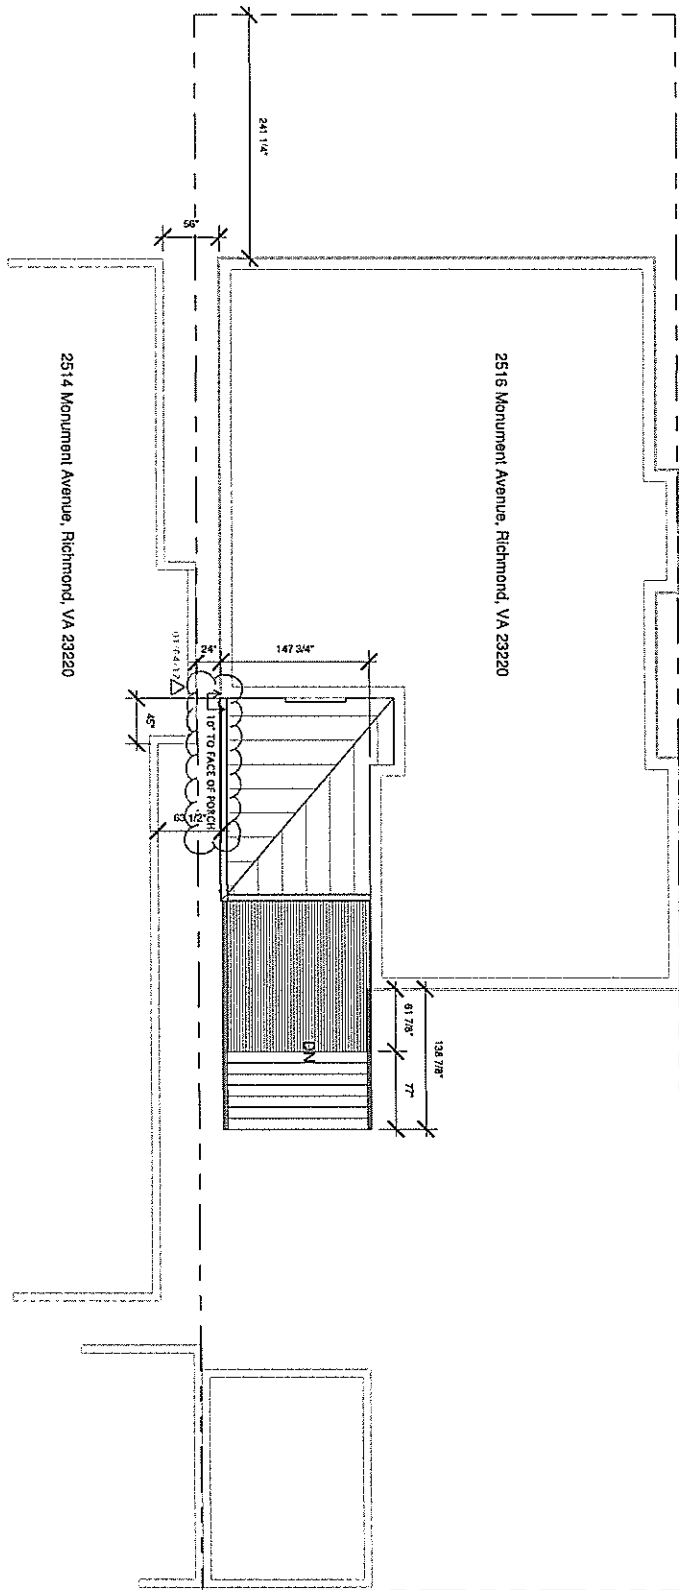 241 1/4"
56"
2514 Monument Avenue, Richmond, VA 23220
2516 Monument Avenue, Richmond, VA 23220
24"
147 3/4"
10" TO FACE OF PORCH
45"
63 1/2"
61 7/8"
138 7/8"
77"
DN